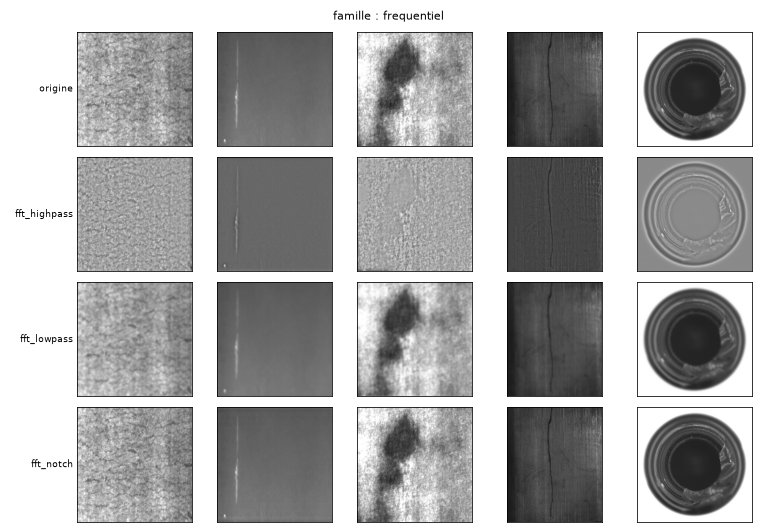 famille : frequentiel
origine
fft_highpass
fft_lowpass
fft_notch